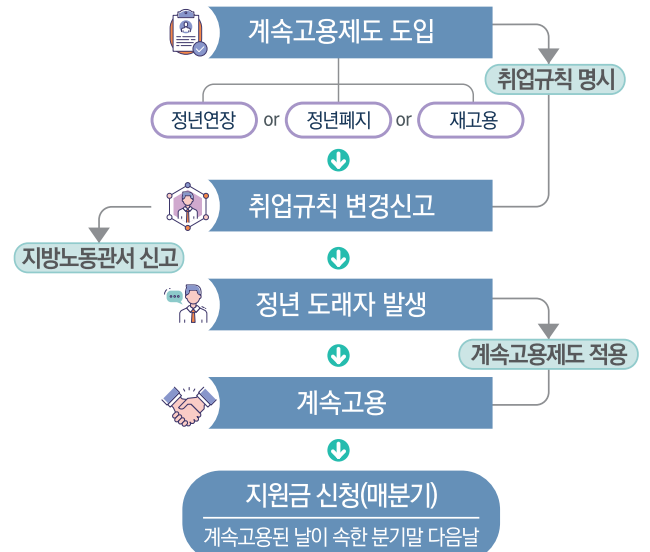 계속고용제도 도입
취업규칙 명시
정년연장 or 정년폐지 or 재고용
취업규칙 변경신고
지방노동관서 신고
정년 도래자 발생
계속고용제도 적용
계속고용
지원금 신청(매분기)
계속고용된 날이 속한 분기말 다음날